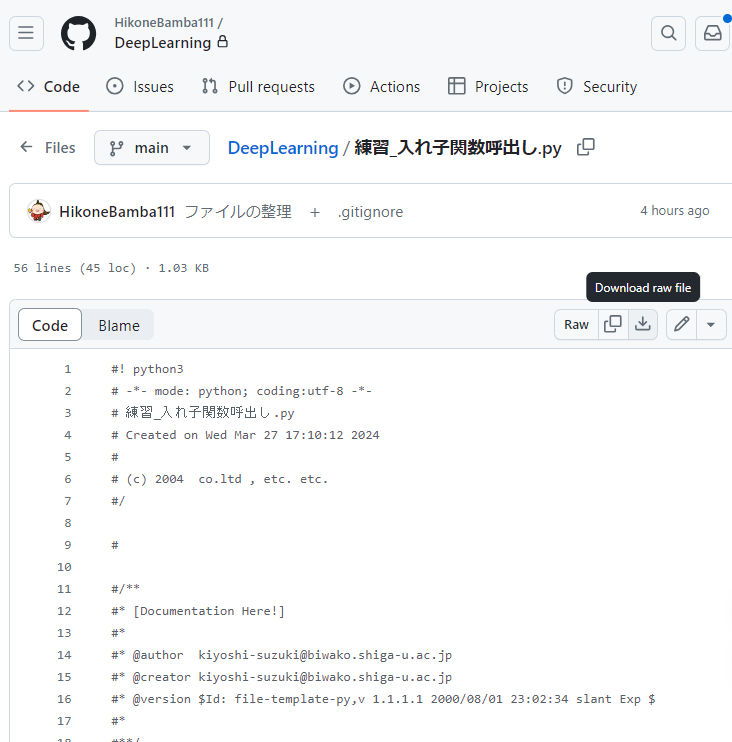 HikoneBamba111 /
DeepLearning
Code Issues Pull requests Actions Projects Security
Files main DeepLearning / 練習_入れ子関数呼出し.py
HikoneBamba111 ファイルの整理 + .gitignore 4 hours ago
56 lines (45 loc) · 1.03 KB
Download raw file
Code Blame Raw
1 #! python3
2 # -*- mode: python; coding:utf-8 -*-
3 # 練習_入れ子関数呼出し.py
4 # Created on Wed Mar 27 17:10:12 2024
5 #
6 # (c) 2004  co.ltd , etc. etc.
7 #/
8
9 #
10
11 #/**
12 #* [Documentation Here!]
13 #*
14 #* @author  kiyoshi-suzuki@biwako.shiga-u.ac.jp
15 #* @creator kiyoshi-suzuki@biwako.shiga-u.ac.jp
16 #* @version $Id: file-template-py,v 1.1.1.1 2000/08/01 23:02:34 slant Exp $
17 #*
18 #**/